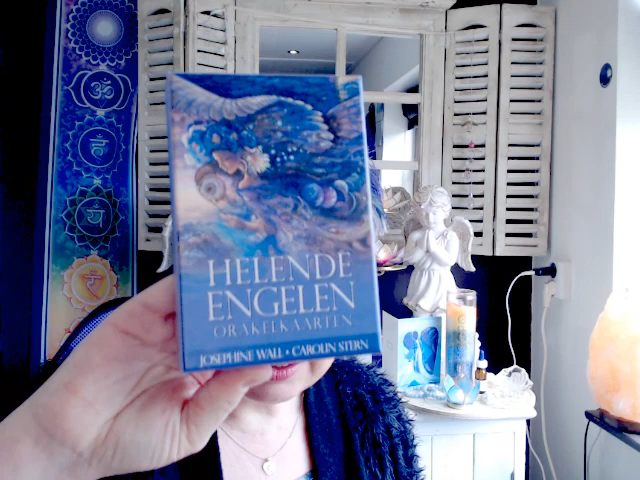 ॐ
हं
यं
रं
HELENDE
ENGELEN
ORAKELKAARTEN
JOSEPHINE WALL • CAROLIN STERN